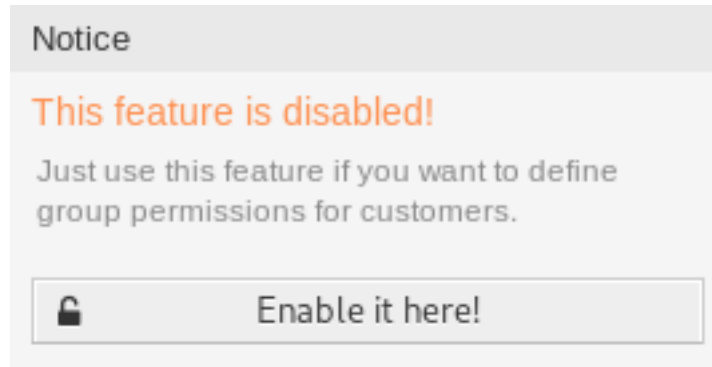 Notice
This feature is disabled!
Just use this feature if you want to define
group permissions for customers.
Enable it here!